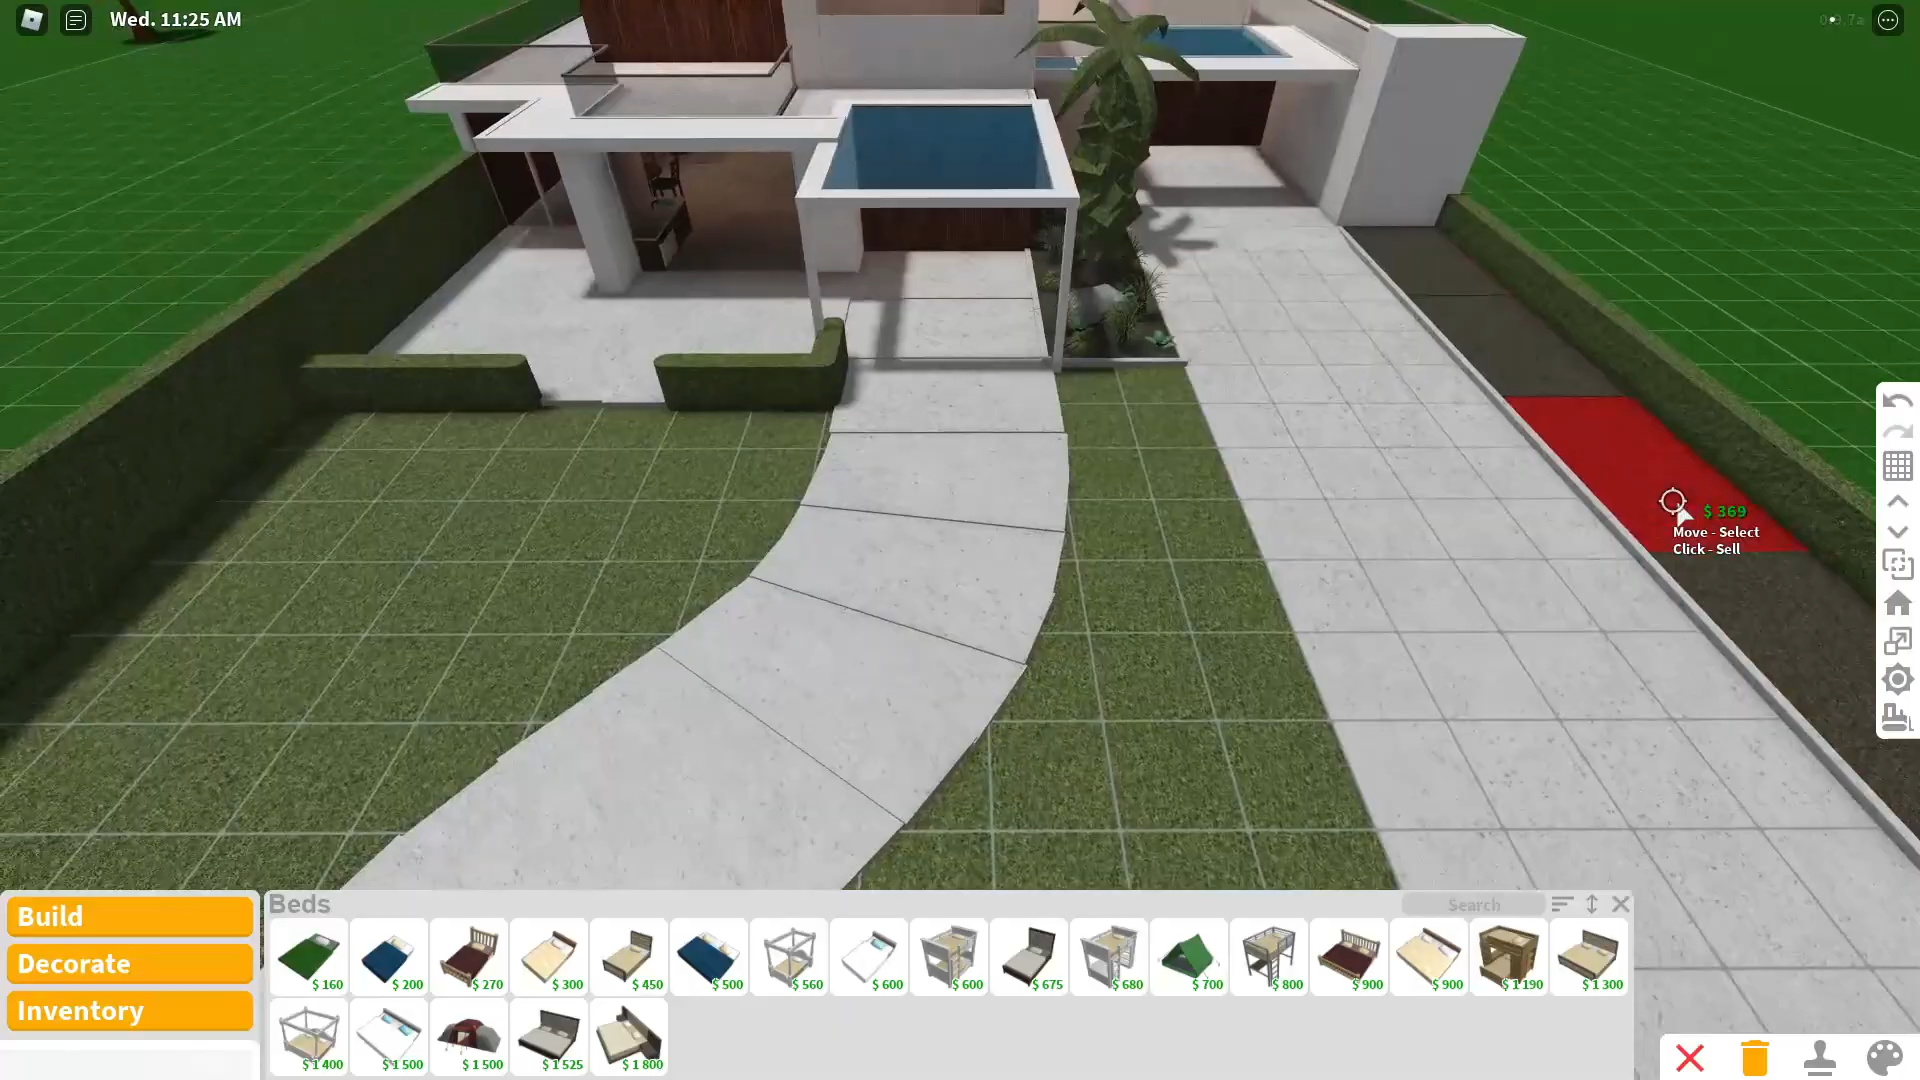 Wed. 11:25 AM
$ 369
Move - Select
Click - Sell
Build
Decorate
Inventory
Beds
Search
$ 160
$ 200
$ 270
$ 300
$ 450
$ 500
$ 560
$ 600
$ 600
$ 675
$ 680
$ 700
$ 800
$ 900
$ 900
$ 1 190
$ 1 300
$ 1 400
$ 1 500
$ 1 500
$ 1 525
$ 1 800